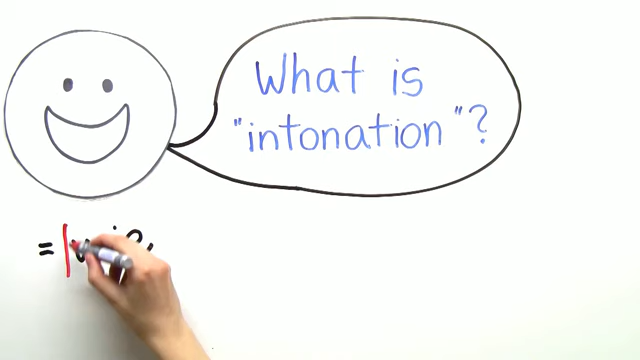 What is
"intonation"?
=